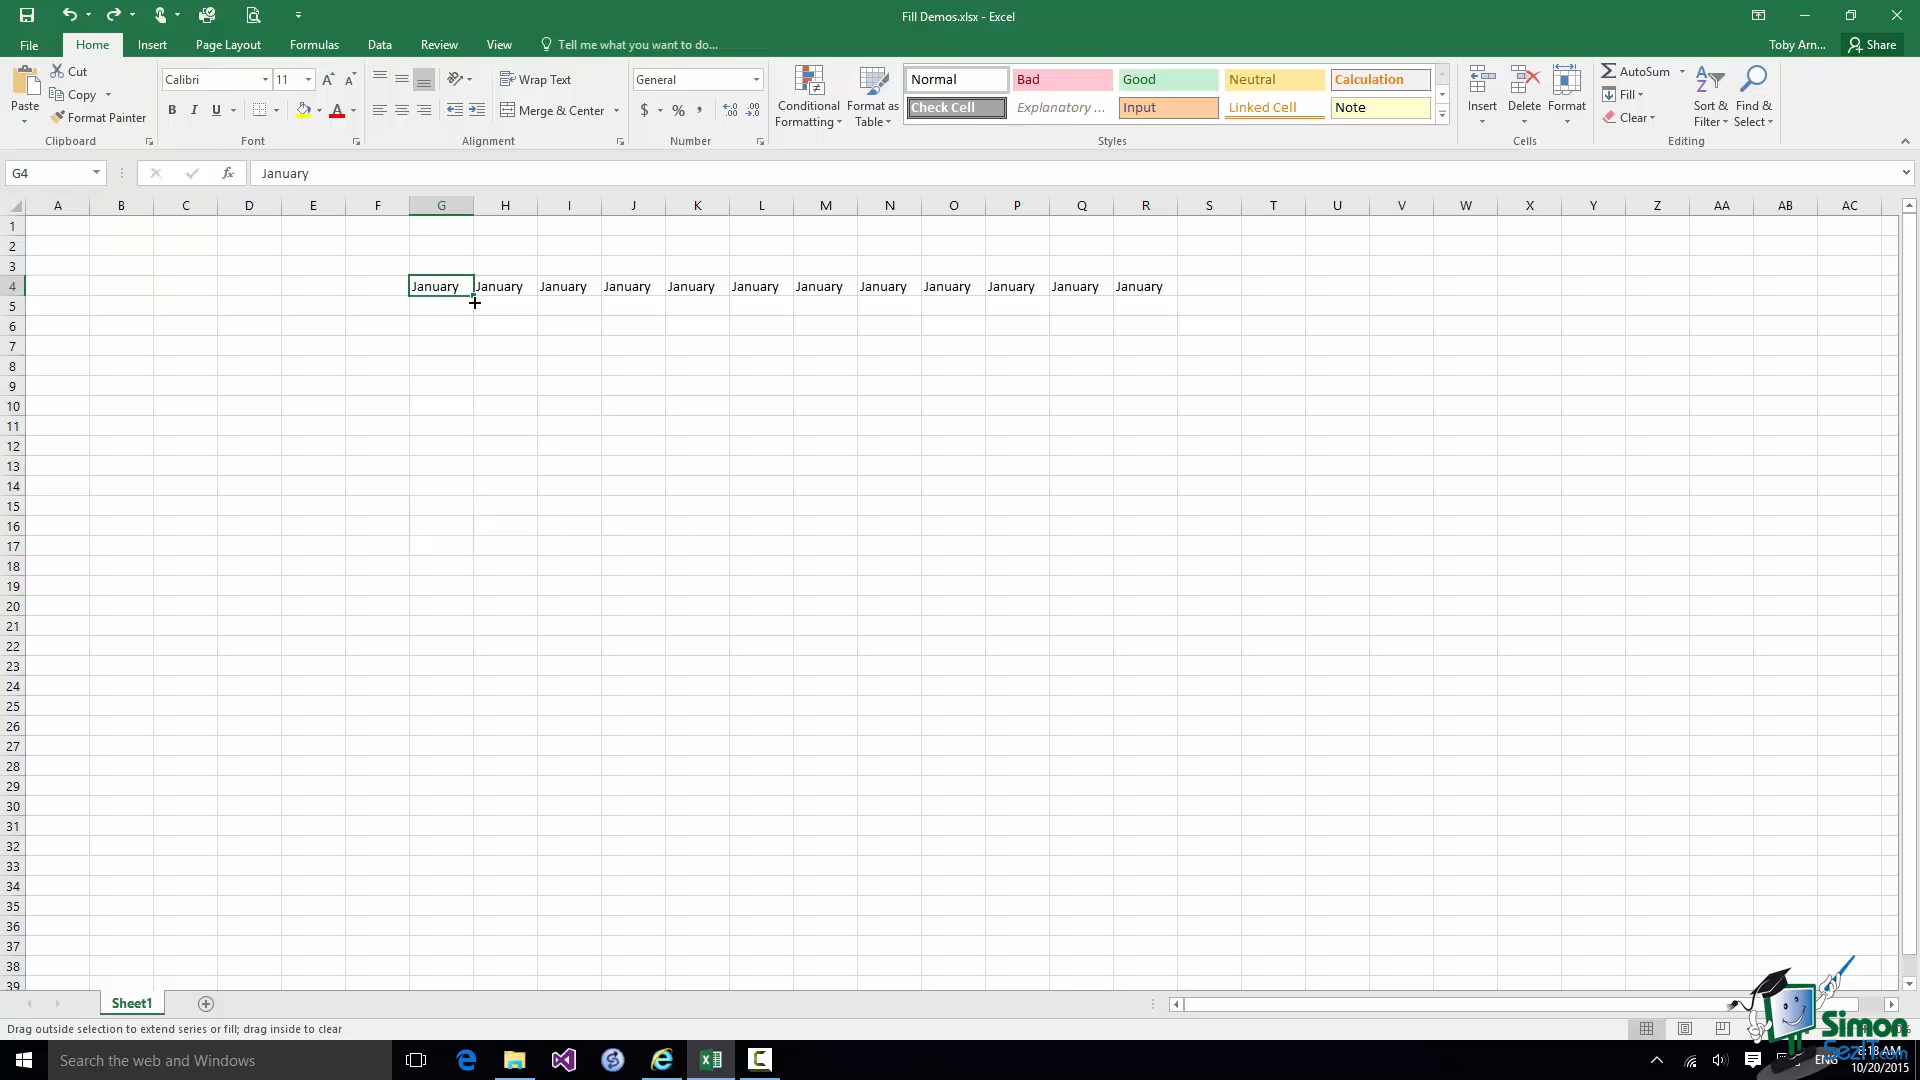 Fill Demos.xlsx - Excel
File Home Insert Page Layout Formulas Data Review View Tell me what you want to do... Toby Arn... Share
Paste Cut Copy Format Painter
Calibri 11
B I U
Wrap Text
Merge & Center
General
$ % ,
Conditional Formatting
Format as Table
Normal Bad Good Neutral Calculation
Check Cell Explanatory ... Input Linked Cell Note
Insert Delete Format
AutoSum
Fill
Clear
Sort & Filter
Find & Select
Clipboard Font Alignment Number Styles Cells Editing
G4 fx January
A B C D E F G H I J K L M N O P Q R S T U V W X Y Z AA AB AC
1
2
3
4 January January January January January January January January January January January January
5
6
7
8
9
10
11
12
13
14
15
16
17
18
19
20
21
22
23
24
25
26
27
28
29
30
31
32
33
34
35
36
37
38
39
Sheet1
Drag outside selection to extend series or fill; drag inside to clear
Simon
SezIT.com
Search the web and Windows
ENG
8:18 AM
10/20/2015